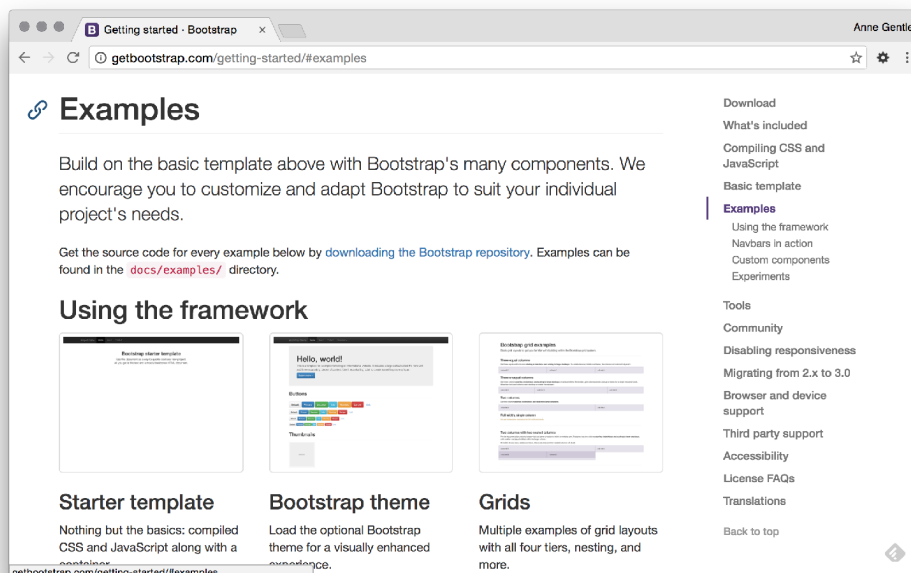 B Getting started · Bootstrap ×
Anne Gentle
getbootstrap.com/getting-started/#examples
Examples
Build on the basic template above with Bootstrap's many components. We
encourage you to customize and adapt Bootstrap to suit your individual
project's needs.
Get the source code for every example below by downloading the Bootstrap repository. Examples can be
found in the docs/examples/ directory.
Using the framework
Bootstrap starter template
Hello, world!
Buttons
Thumbnails
Bootstrap grid examples
Starter template
Nothing but the basics: compiled
CSS and JavaScript along with a
container.
Bootstrap theme
Load the optional Bootstrap
theme for a visually enhanced
experience.
Grids
Multiple examples of grid layouts
with all four tiers, nesting, and
more.
Download
What's included
Compiling CSS and
JavaScript
Basic template
Examples
Using the framework
Navbars in action
Custom components
Experiments
Tools
Community
Disabling responsiveness
Migrating from 2.x to 3.0
Browser and device
support
Third party support
Accessibility
License FAQs
Translations
Back to top
getbootstrap.com/getting-started/#examples